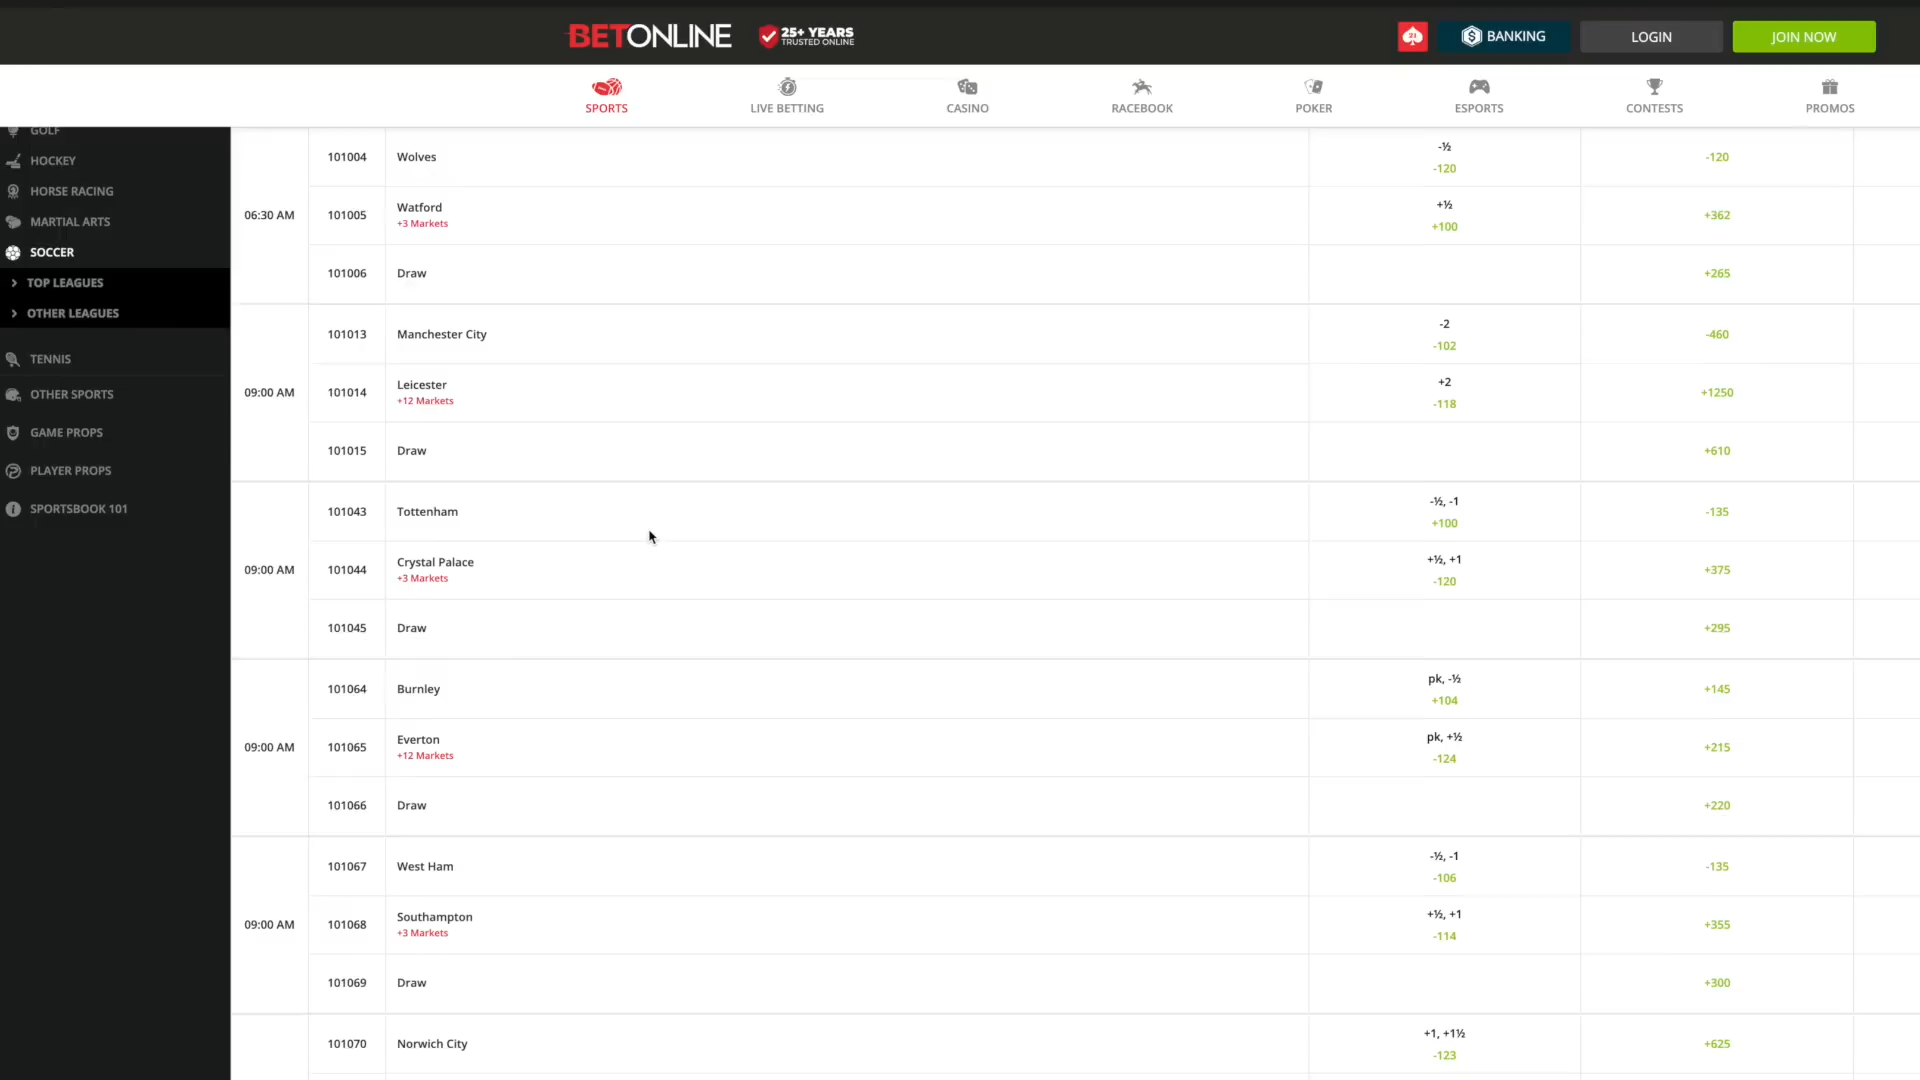 BETONLINE
25+ YEARS
TRUSTED ONLINE
21
BANKING
LOGIN
JOIN NOW
SPORTS
LIVE BETTING
CASINO
RACEBOOK
POKER
ESPORTS
CONTESTS
PROMOS
GOLF
HOCKEY
HORSE RACING
MARTIAL ARTS
SOCCER
TOP LEAGUES
OTHER LEAGUES
TENNIS
OTHER SPORTS
GAME PROPS
PLAYER PROPS
SPORTSBOOK 101
06:30 AM
101004 Wolves -½ -120 -120
101005 Watford +3 Markets +½ +100 +362
101006 Draw +265
09:00 AM
101013 Manchester City -2 -102 -460
101014 Leicester +12 Markets +2 -118 +1250
101015 Draw +610
09:00 AM
101043 Tottenham -½, -1 +100 -135
101044 Crystal Palace +3 Markets +½, +1 -120 +375
101045 Draw +295
09:00 AM
101064 Burnley pk, -½ +104 +145
101065 Everton +12 Markets pk, +½ -124 +215
101066 Draw +220
09:00 AM
101067 West Ham -½, -1 -106 -135
101068 Southampton +3 Markets +½, +1 -114 +355
101069 Draw +300
101070 Norwich City +1, +1½ -123 +625